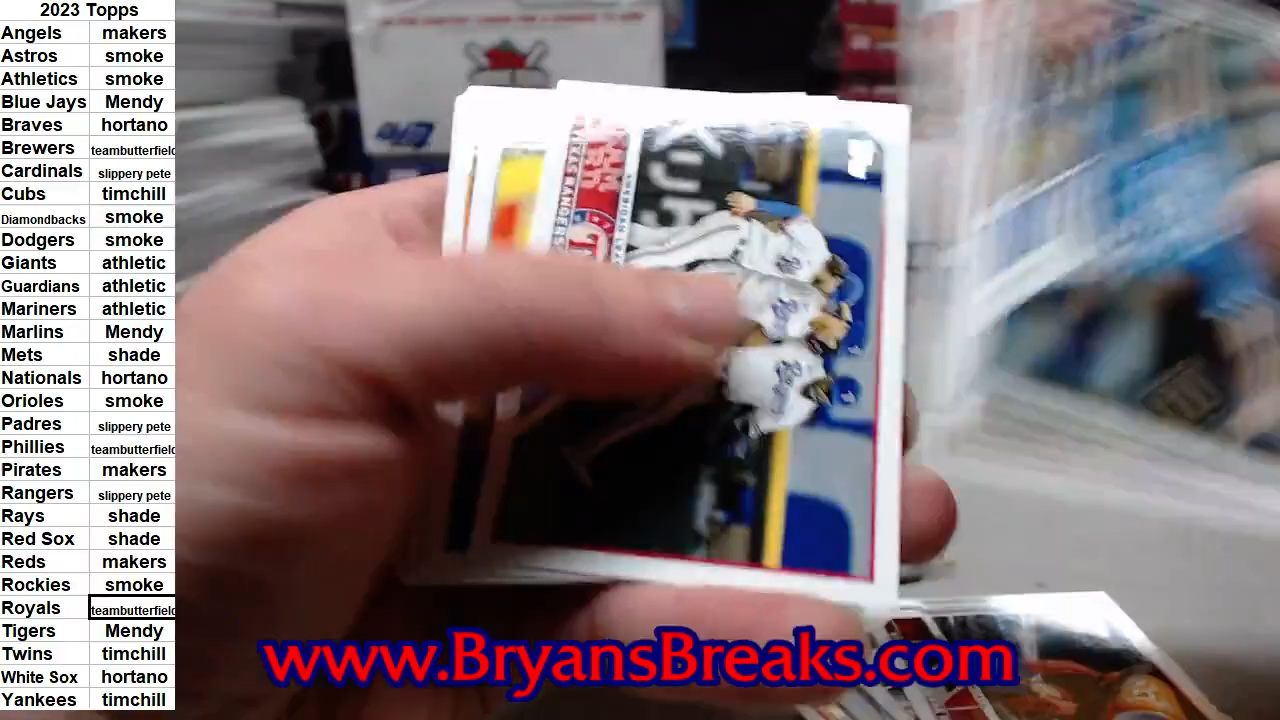 2023 Topps
Angels makers
Astros smoke
Athletics smoke
Blue Jays Mendy
Braves hortano
Brewers teambutterfield
Cardinals slippery pete
Cubs timchill
Diamondbacks smoke
Dodgers smoke
Giants athletic
Guardians athletic
Mariners athletic
Marlins Mendy
Mets shade
Nationals hortano
Orioles smoke
Padres slippery pete
Phillies teambutterfield
Pirates makers
Rangers slippery pete
Rays shade
Red Sox shade
Reds makers
Rockies smoke
Royals teambutterfield
Tigers Mendy
Twins timchill
White Sox hortano
Yankees timchill
TEXAS RANGERS
www.BryansBreaks.com